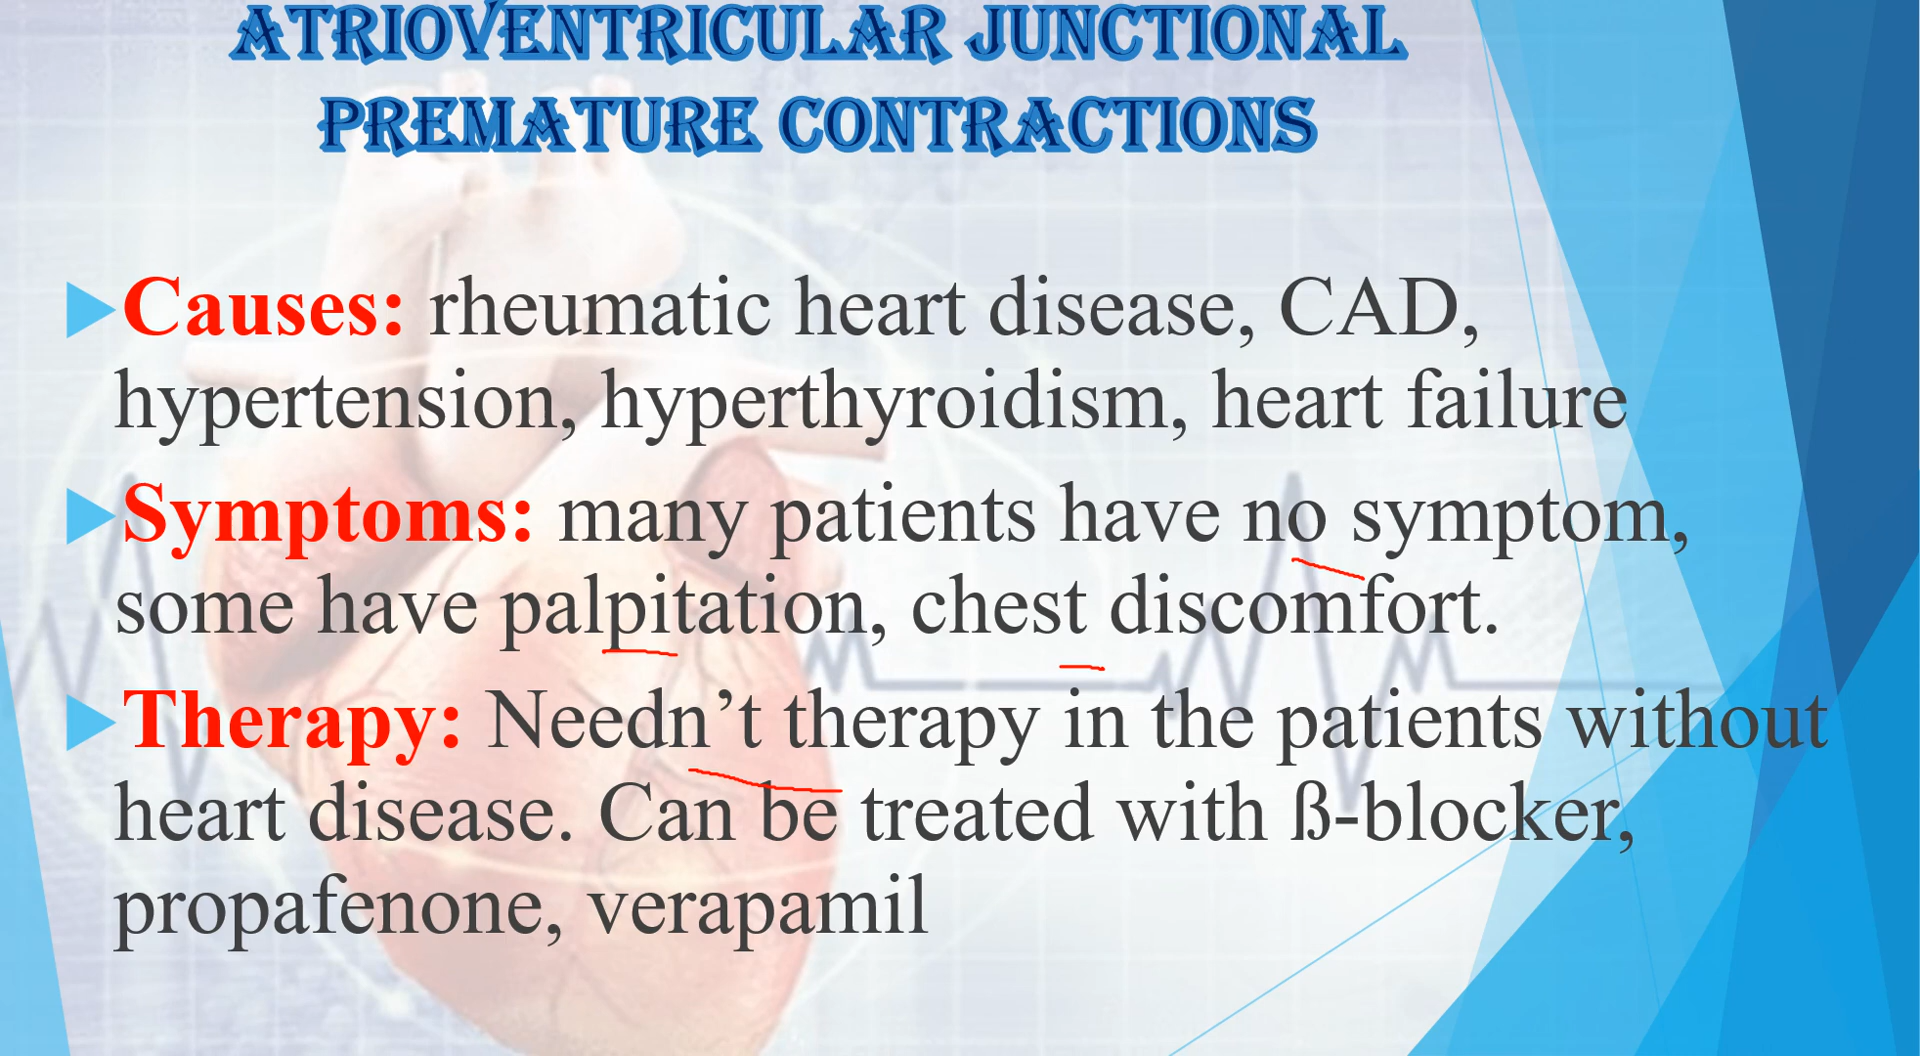 ATRIOVENTRICULAR JUNCTIONAL
PREMATURE CONTRACTIONS
Causes: rheumatic heart disease, CAD,
hypertension, hyperthyroidism, heart failure
Symptoms: many patients have no symptom,
some have palpitation, chest discomfort.
Therapy: Needn’t therapy in the patients without
heart disease. Can be treated with ß-blocker,
propafenone, verapamil